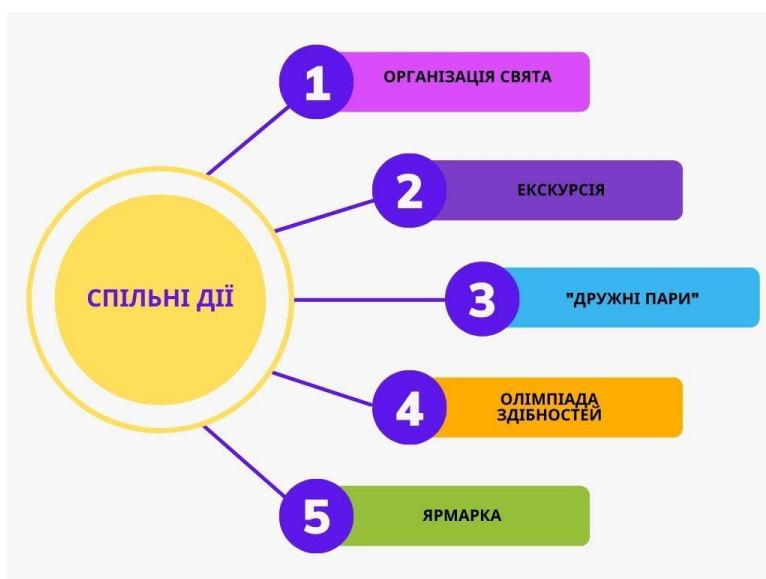 1
ОРГАНІЗАЦІЯ СВЯТА
2
ЕКСКУРСІЯ
СПІЛЬНІ ДІЇ
3
"ДРУЖНІ ПАРИ"
4
ОЛІМПІАДА
ЗДІБНОСТЕЙ
5
ЯРМАРКА